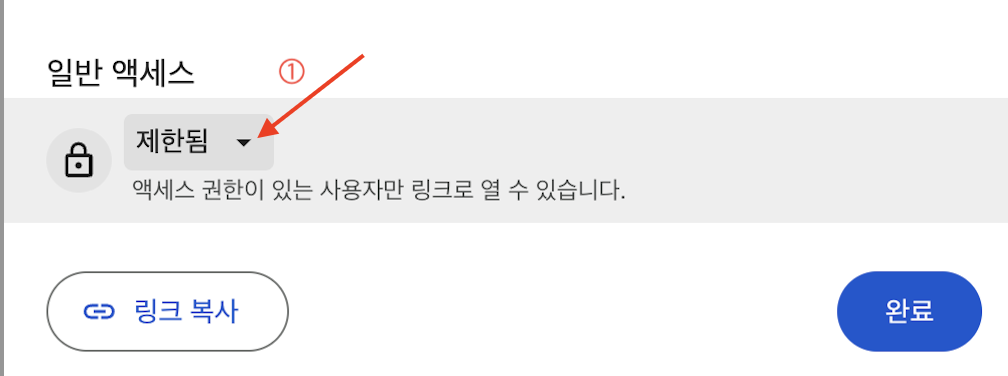 일반 액세스
①
제한됨
액세스 권한이 있는 사용자만 링크로 열 수 있습니다.
링크 복사
완료